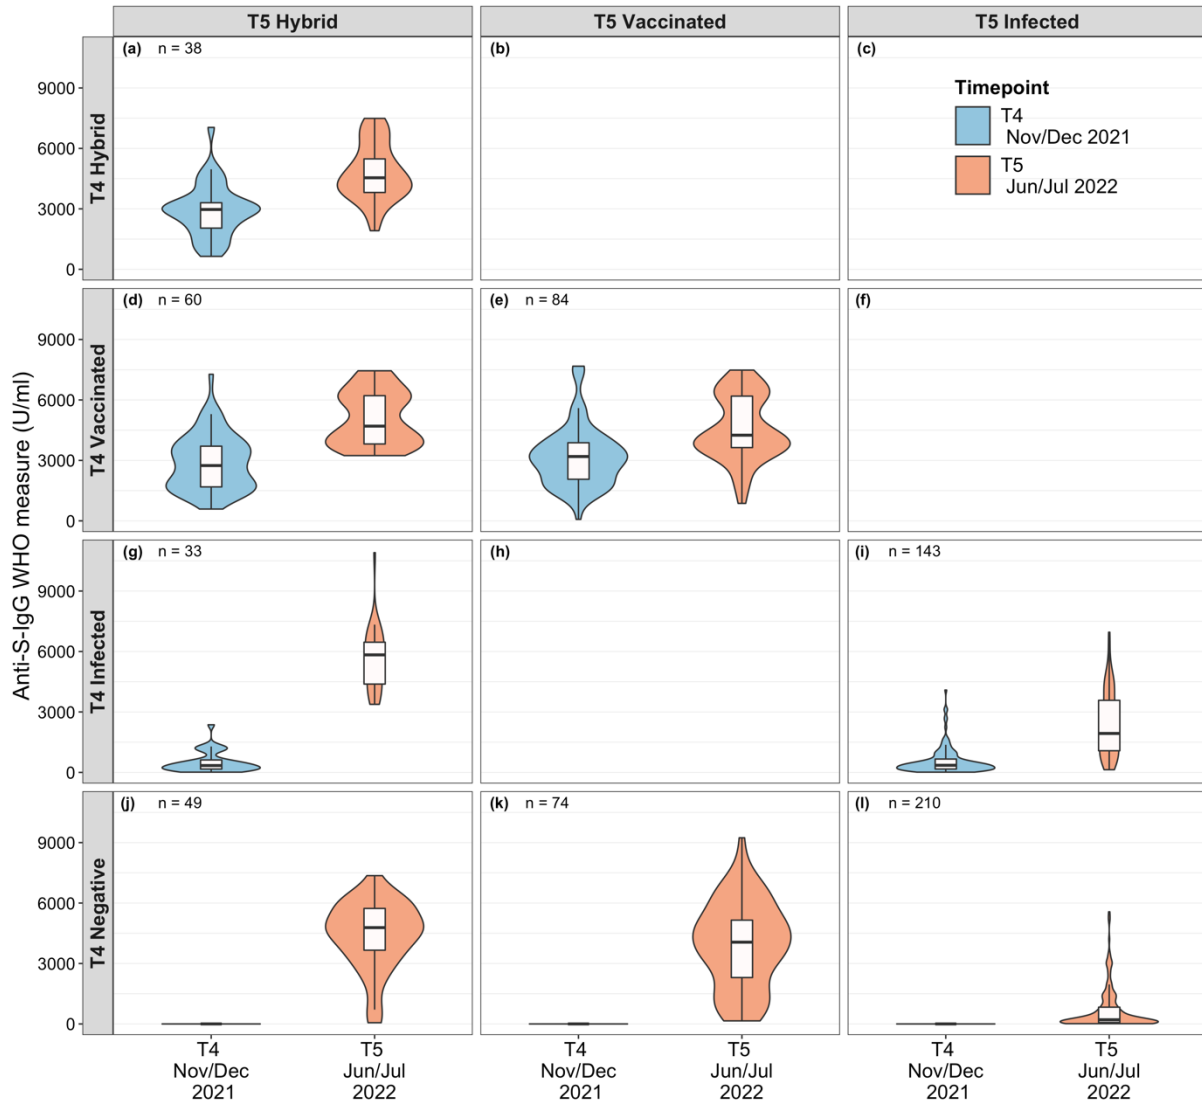 T5 Hybrid
T5 Vaccinated
T5 Infected
Anti-S-IgG WHO measure (U/ml)
T4 Hybrid
(a) n = 38
(b)
(c)
9000
6000
3000
0
Timepoint
T4
Nov/Dec 2021
T5
Jun/Jul 2022
T4 Vaccinated
(d) n = 60
(e) n = 84
(f)
9000
6000
3000
0
T4 Infected
(g) n = 33
(h)
(i) n = 143
9000
6000
3000
0
T4 Negative
(j) n = 49
(k) n = 74
(l) n = 210
9000
6000
3000
0
T4
Nov/Dec
2021
T5
Jun/Jul
2022
T4
Nov/Dec
2021
T5
Jun/Jul
2022
T4
Nov/Dec
2021
T5
Jun/Jul
2022